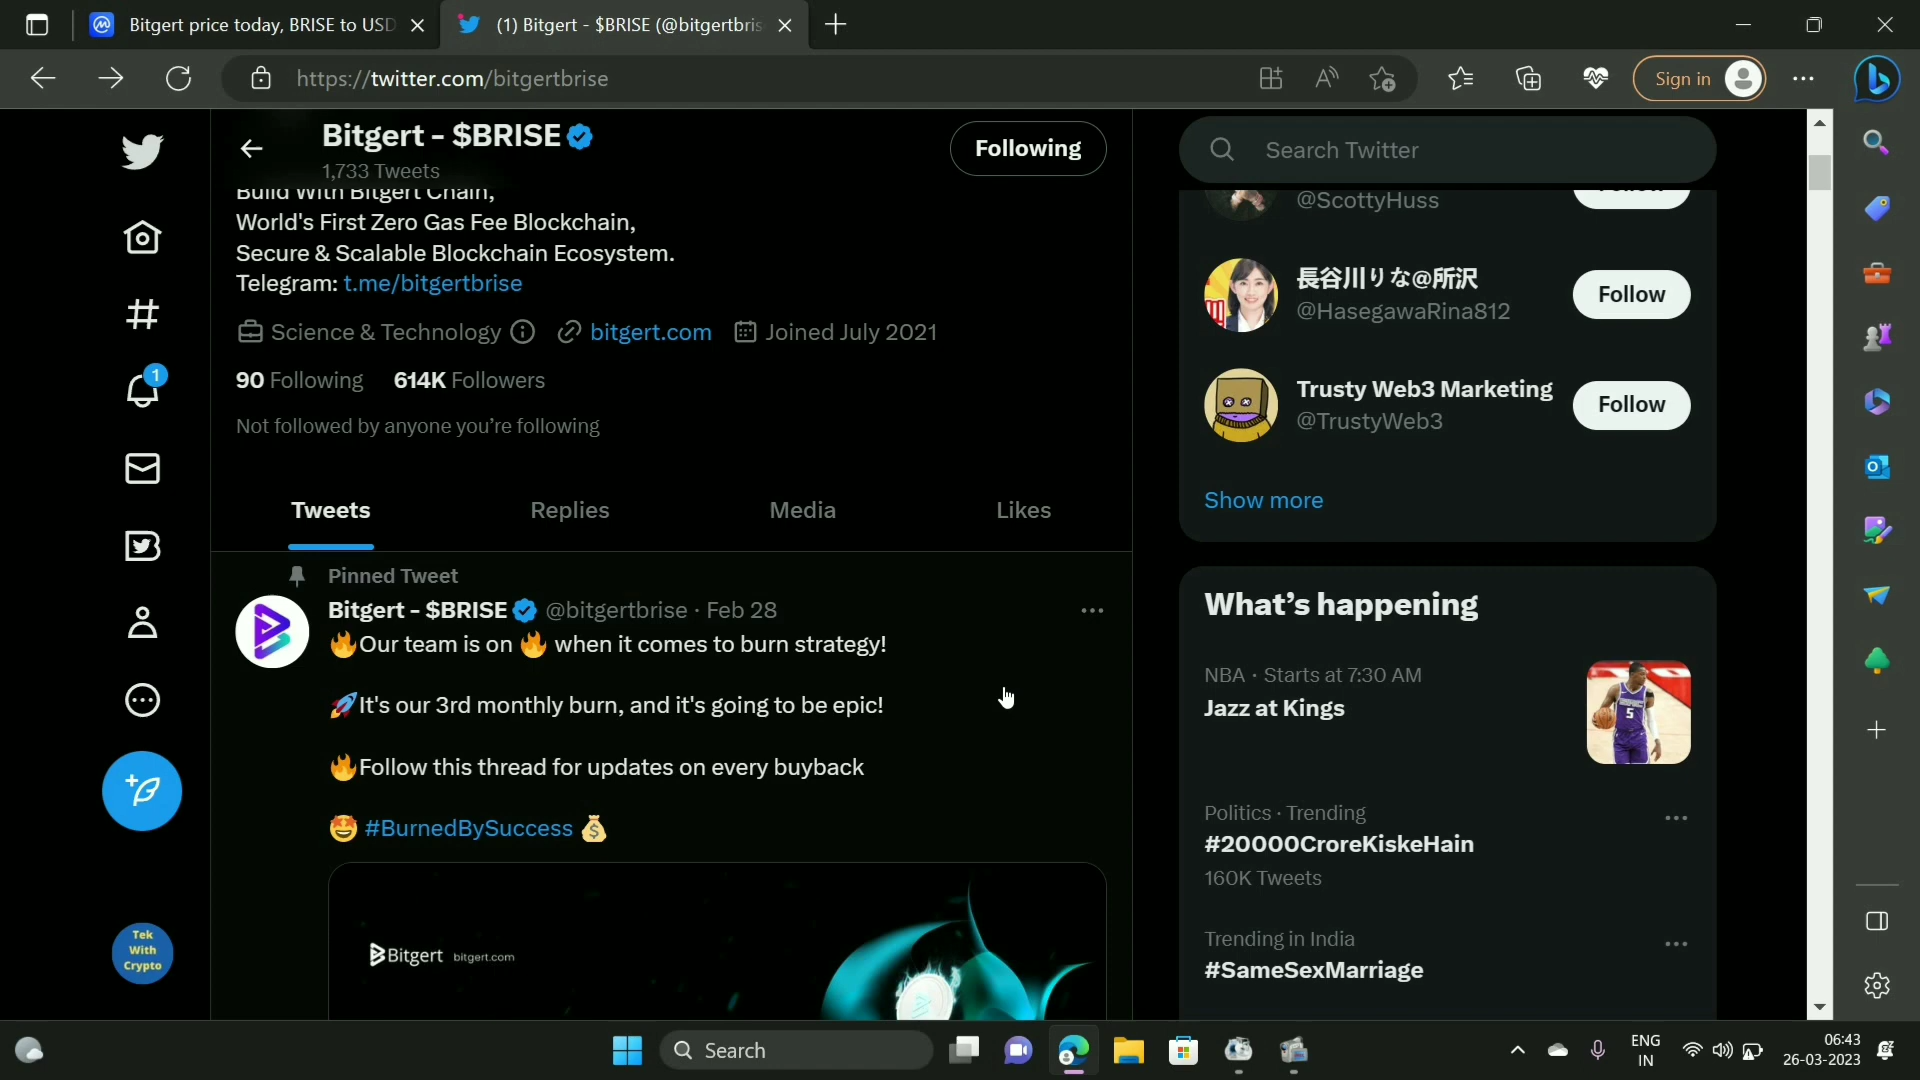 Bitgert price today, BRISE to USD
(1) Bitgert - $BRISE (@bitgertbris
https://twitter.com/bitgertbrise
Sign in
Bitgert - $BRISE
1,733 Tweets
Following
Build With Bitgert Chain,
World's First Zero Gas Fee Blockchain,
Secure & Scalable Blockchain Ecosystem.
Telegram: t.me/bitgertbrise
Science & Technology
bitgert.com
Joined July 2021
90 Following 614K Followers
Not followed by anyone you're following
Tweets Replies Media Likes
Pinned Tweet
Bitgert - $BRISE @bitgertbrise · Feb 28
🔥Our team is on 🔥 when it comes to burn strategy!
🚀It's our 3rd monthly burn, and it's going to be epic!
🔥Follow this thread for updates on every buyback
🤩 #BurnedBySuccess 💰
Bitgert bitgert.com
Search Twitter
@ScottyHuss
長谷川りな@所沢
@HasegawaRina812
Follow
Trusty Web3 Marketing
@TrustyWeb3
Follow
Show more
What's happening
NBA · Starts at 7:30 AM
Jazz at Kings
Politics · Trending
#20000CroreKiskeHain
160K Tweets
Trending in India
#SameSexMarriage
1
Tek
With
Crypto
Search
ENG
IN
06:43
26-03-2023